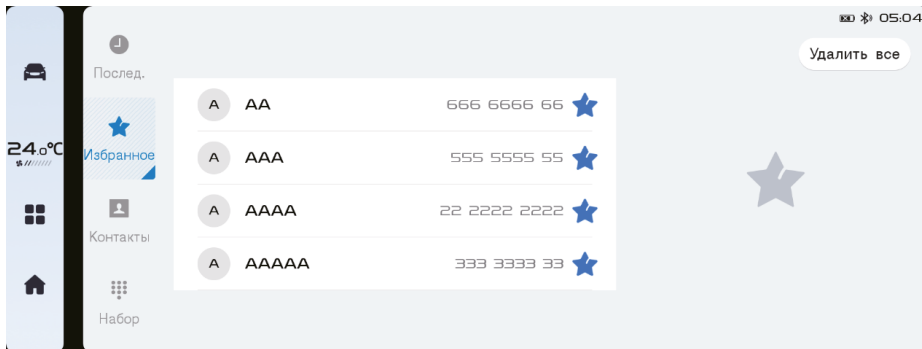 05:04
Удалить все
24.0°C
Послед.
Избранное
Контакты
Набор
A AA 666 6666 66
A AAA 555 5555 55
A AAAA 22 2222 2222
A AAAAA 333 3333 33